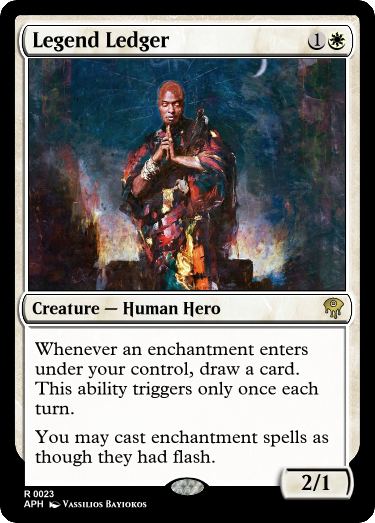 Legend Ledger 1
Creature — Human Hero
Whenever an enchantment enters
under your control, draw a card.
This ability triggers only once each
turn.
You may cast enchantment spells as
though they had flash.
2/1
R 0023
APH Vassilios Bayiokos